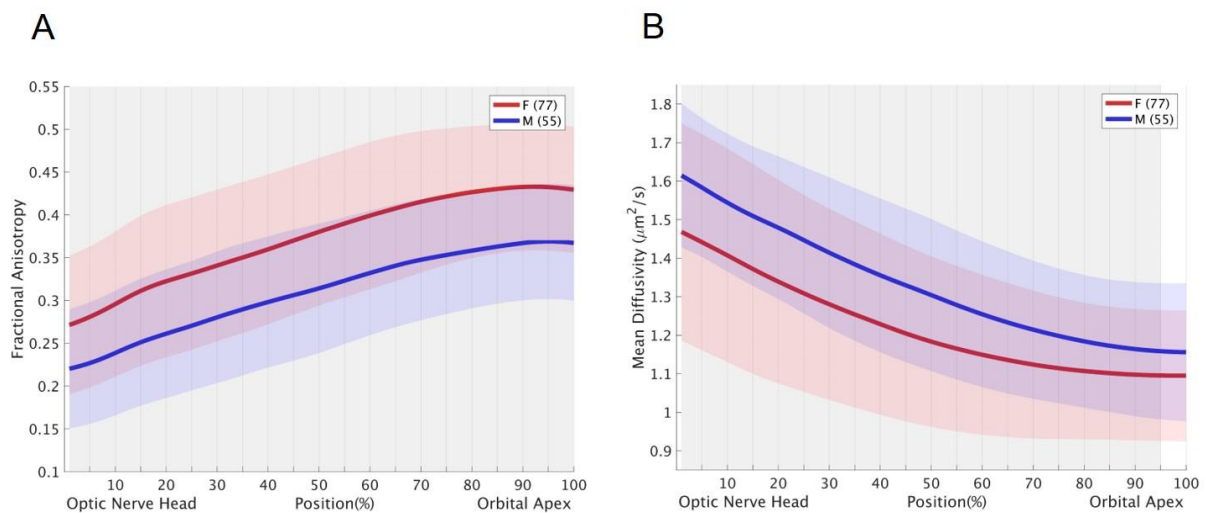 A
B
0.55
0.5
0.45
0.4
0.35
0.3
0.25
0.2
0.15
0.1
Fractional Anisotropy
F (77)
M (55)
10 20 30 40 50 60 70 80 90 100
Optic Nerve Head Position(%) Orbital Apex
1.8
1.7
1.6
1.5
1.4
1.3
1.2
1.1
1
0.9
Mean Diffusivity (μm²/s)
F (77)
M (55)
10 20 30 40 50 60 70 80 90 100
Optic Nerve Head Position(%) Orbital Apex